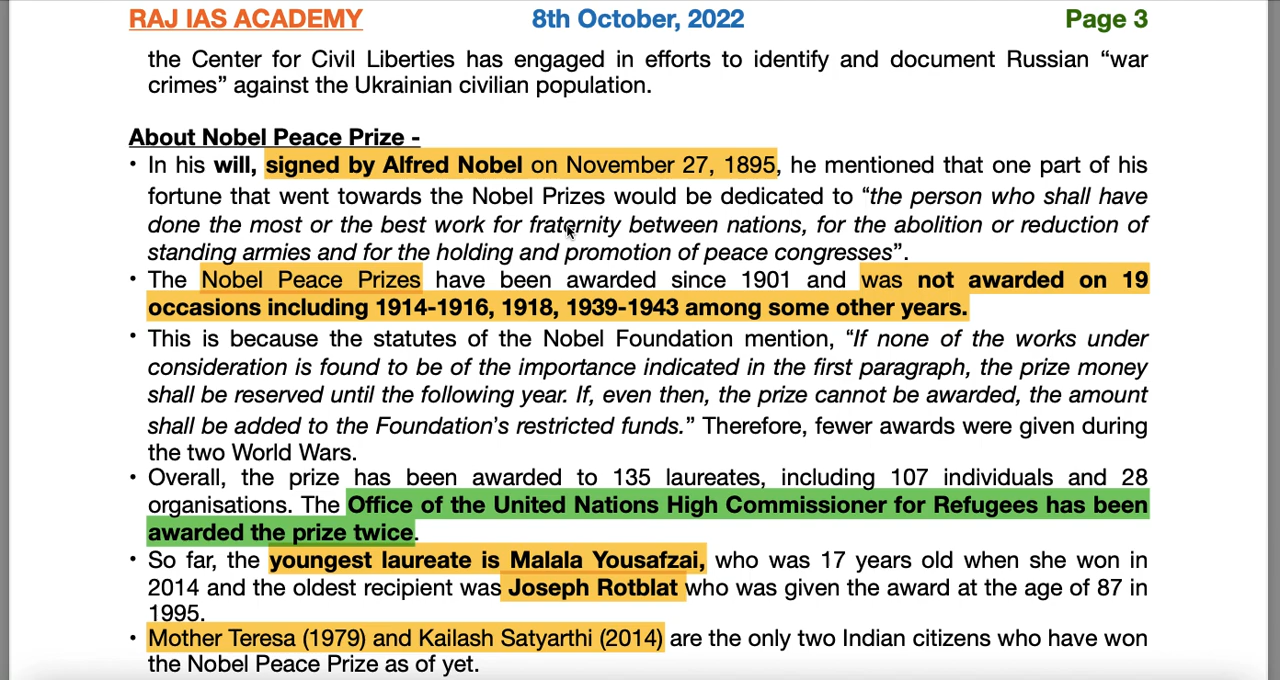 RAJ IAS ACADEMY 8th October, 2022 Page 3
the Center for Civil Liberties has engaged in efforts to identify and document Russian “war
crimes” against the Ukrainian civilian population.
About Nobel Peace Prize -
• In his will, signed by Alfred Nobel on November 27, 1895, he mentioned that one part of his
fortune that went towards the Nobel Prizes would be dedicated to “the person who shall have
done the most or the best work for fraternity between nations, for the abolition or reduction of
standing armies and for the holding and promotion of peace congresses”.
• The Nobel Peace Prizes have been awarded since 1901 and was not awarded on 19
occasions including 1914-1916, 1918, 1939-1943 among some other years.
• This is because the statutes of the Nobel Foundation mention, “If none of the works under
consideration is found to be of the importance indicated in the first paragraph, the prize money
shall be reserved until the following year. If, even then, the prize cannot be awarded, the amount
shall be added to the Foundation’s restricted funds.” Therefore, fewer awards were given during
the two World Wars.
• Overall, the prize has been awarded to 135 laureates, including 107 individuals and 28
organisations. The Office of the United Nations High Commissioner for Refugees has been
awarded the prize twice.
• So far, the youngest laureate is Malala Yousafzai, who was 17 years old when she won in
2014 and the oldest recipient was Joseph Rotblat who was given the award at the age of 87 in
1995.
• Mother Teresa (1979) and Kailash Satyarthi (2014) are the only two Indian citizens who have won
the Nobel Peace Prize as of yet.